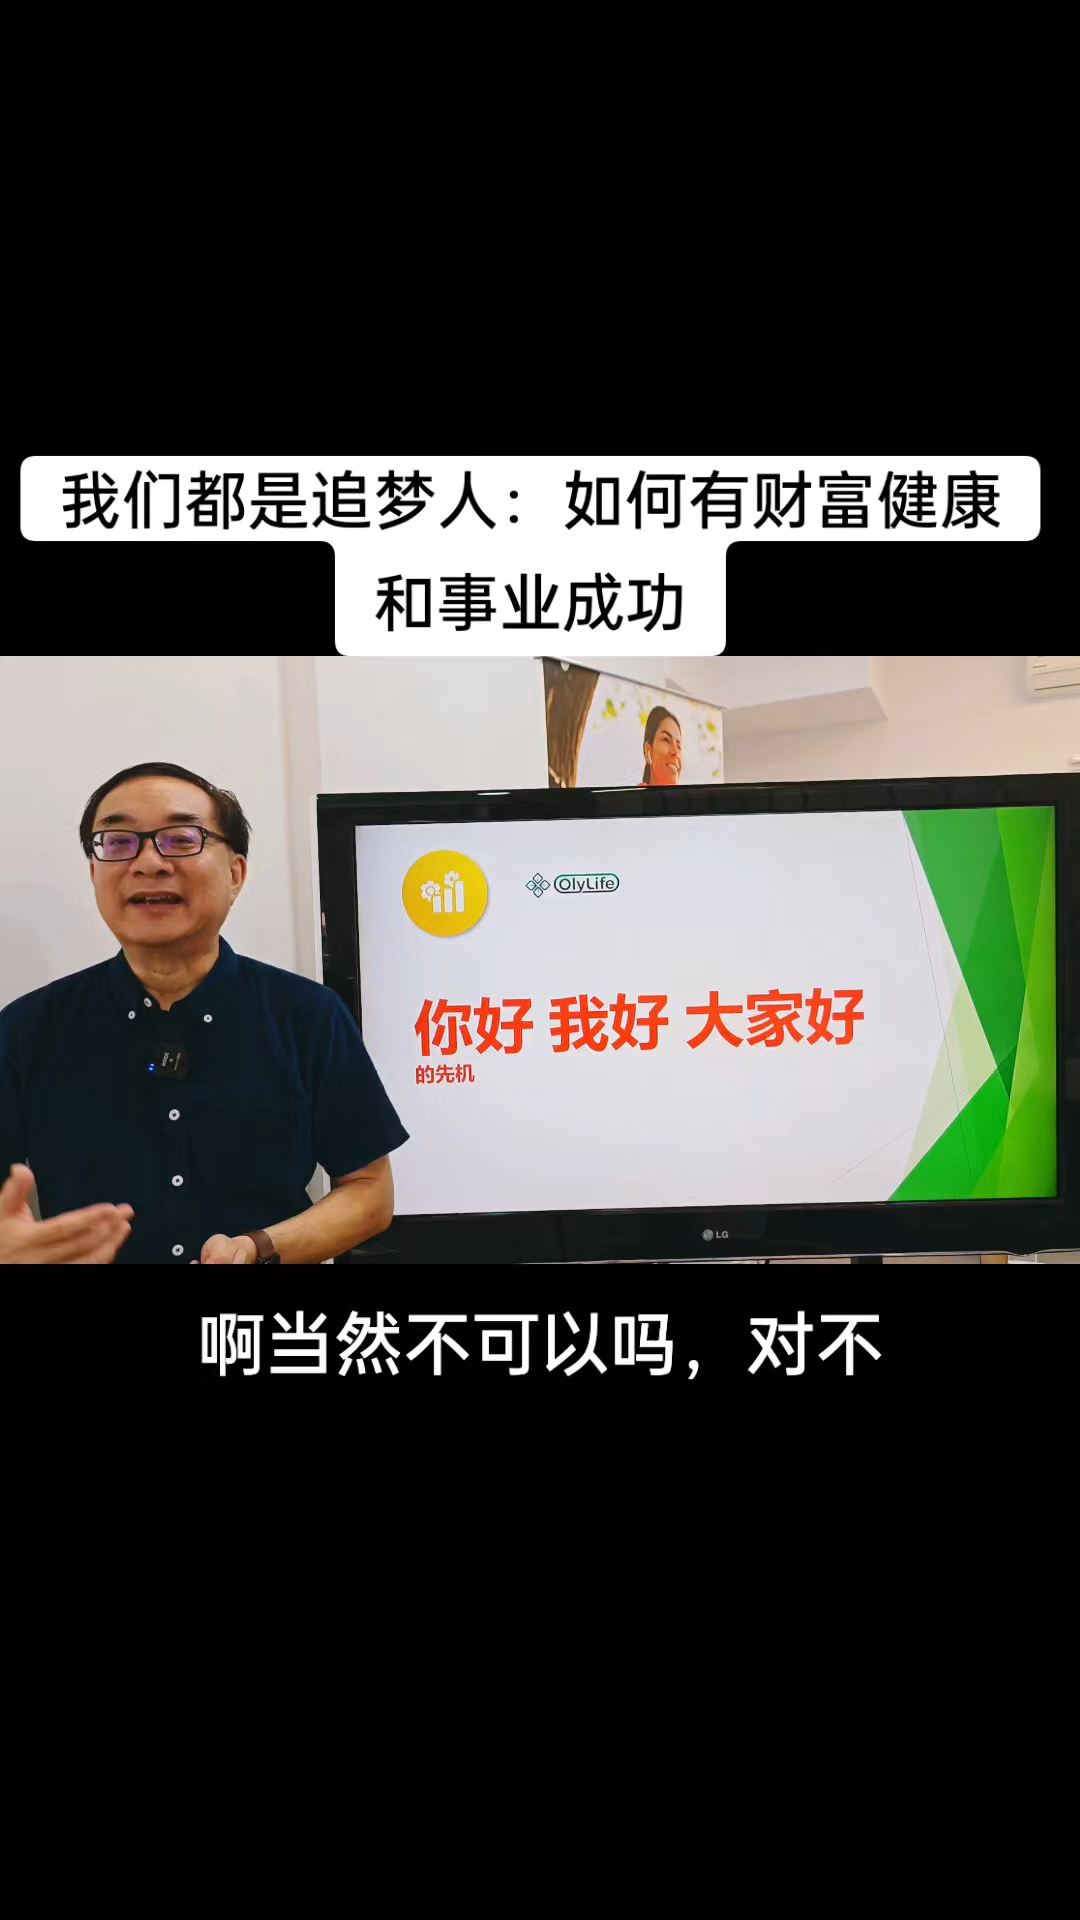 我们都是追梦人：如何有财富健康
和事业成功
OlyLife
你好 我好 大家好
的先机
LG
啊当然不可以吗，对不